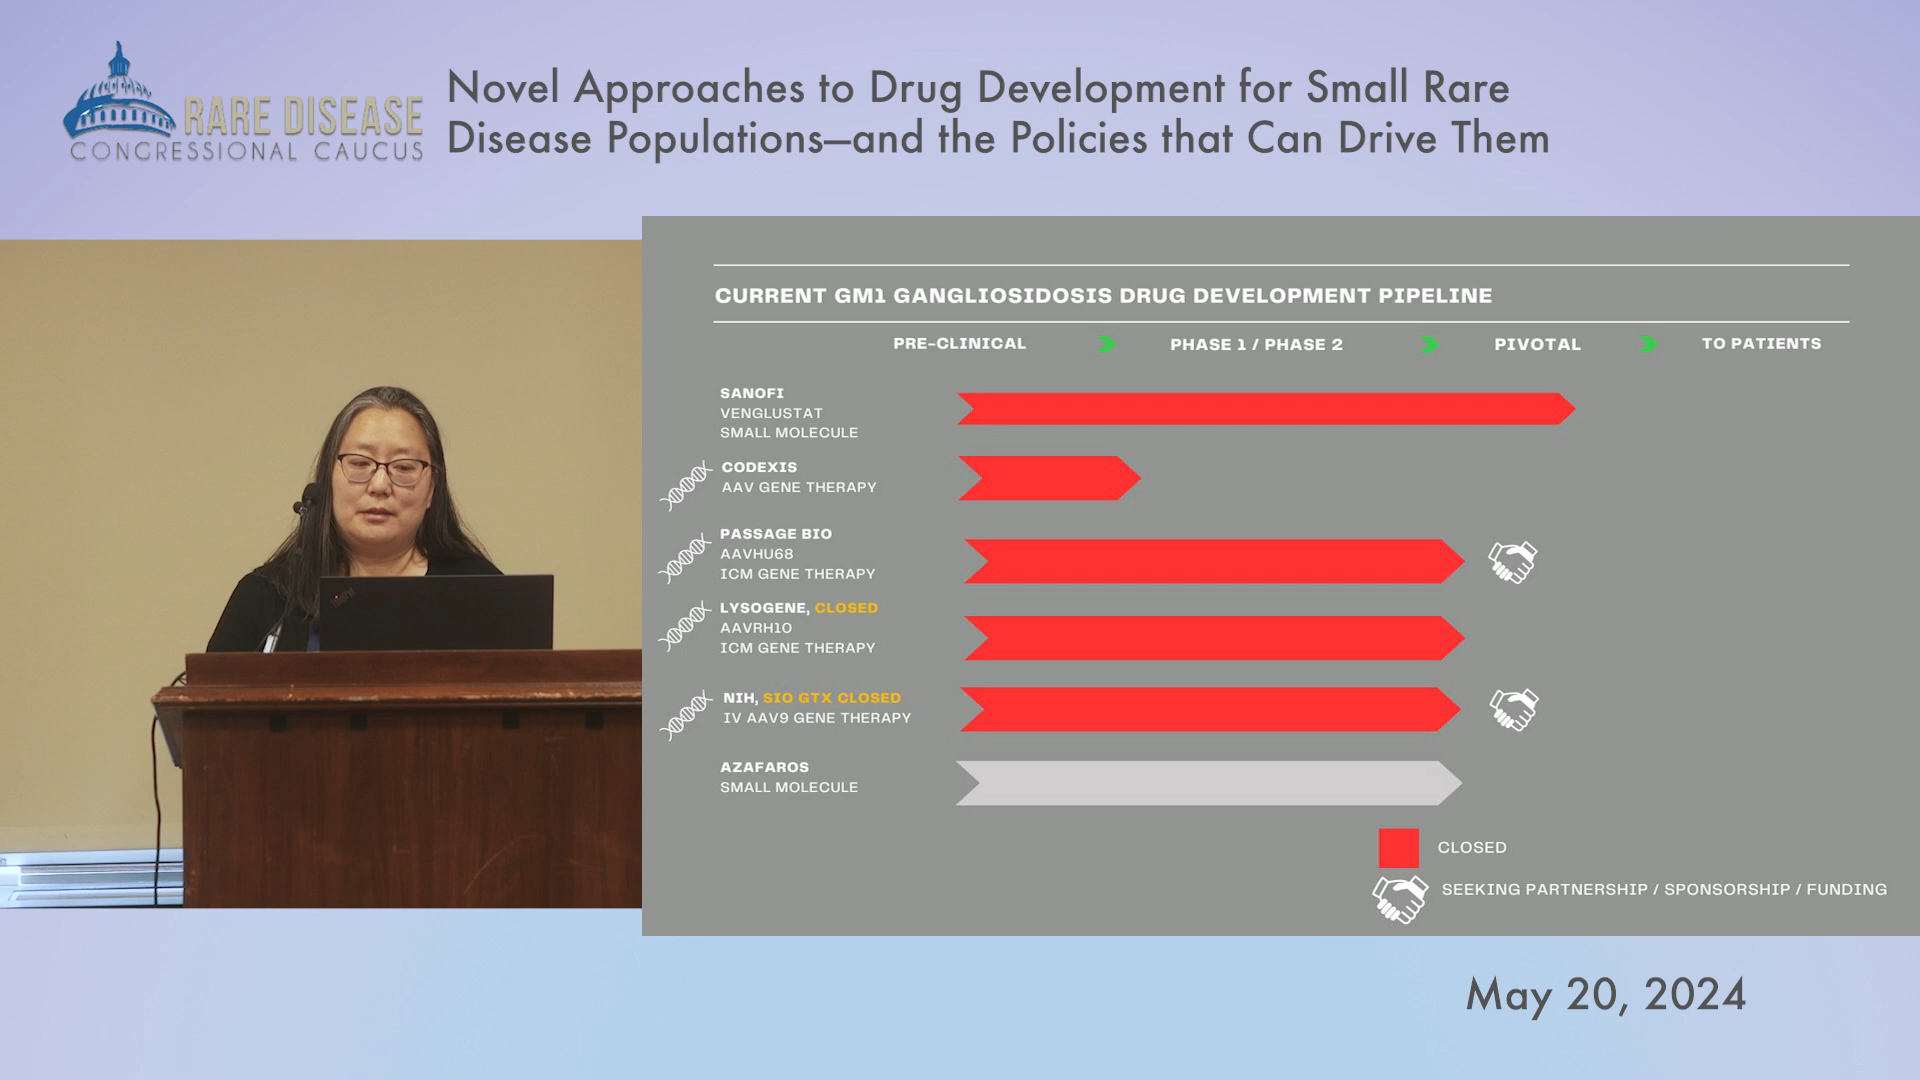 RARE DISEASE
CONGRESSIONAL CAUCUS
Novel Approaches to Drug Development for Small Rare
Disease Populations—and the Policies that Can Drive Them
CURRENT GM1 GANGLIOSIDOSIS DRUG DEVELOPMENT PIPELINE
PRE-CLINICAL PHASE 1 / PHASE 2 PIVOTAL TO PATIENTS
SANOFI
VENGLUSTAT
SMALL MOLECULE
CODEXIS
AAV GENE THERAPY
PASSAGE BIO
AAVHU68
ICM GENE THERAPY
LYSOGENE, CLOSED
AAVRH10
ICM GENE THERAPY
NIH, SIO GTX CLOSED
IV AAV9 GENE THERAPY
AZAFAROS
SMALL MOLECULE
CLOSED
SEEKING PARTNERSHIP / SPONSORSHIP / FUNDING
May 20, 2024